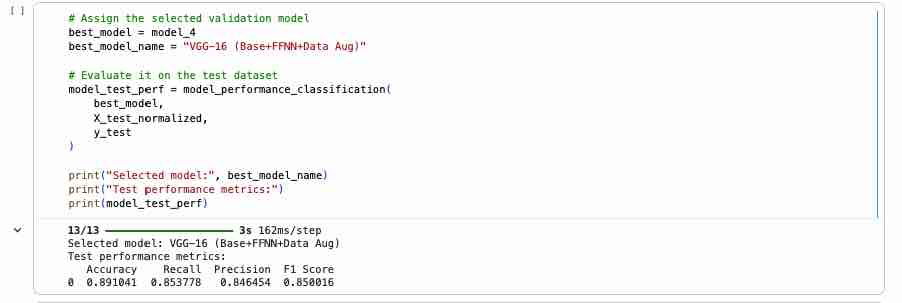 [ ]
# Assign the selected validation model
best_model = model_4
best_model_name = "VGG-16 (Base+FFNN+Data Aug)"
# Evaluate it on the test dataset
model_test_perf = model_performance_classification(
    best_model,
    X_test_normalized,
    y_test
)
print("Selected model:", best_model_name)
print("Test performance metrics:")
print(model_test_perf)
13/13 3s 162ms/step
Selected model: VGG-16 (Base+FFNN+Data Aug)
Test performance metrics:
   Accuracy    Recall  Precision  F1 Score
0  0.891041  0.853778   0.846454  0.850016